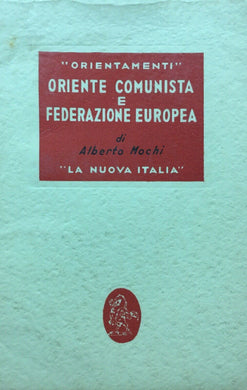 "ORIENTAMENTI"
ORIENTE COMUNISTA
E
FEDERAZIONE EUROPEA
di
Alberto Mochi
"LA NUOVA ITALIA"